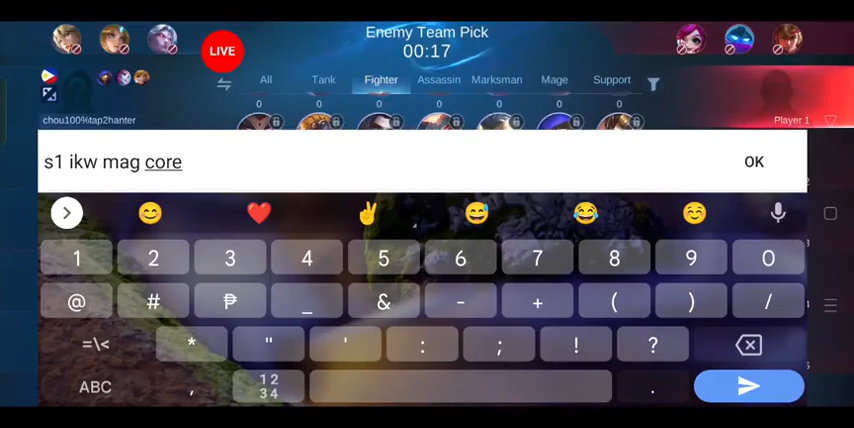 Enemy Team Pick
00:17
LIVE
All Tank Fighter Assassin Marksman Mage Support
0 0 0 0 0 0 0
chou100%tap2hanter
Player 1
s1 ikw mag core
OK
1 2 3 4 5 6 7 8 9 0
@ # ₱ _ & - + ( ) /
=\< * " ' : ; ! ?
ABC , 12 .
34